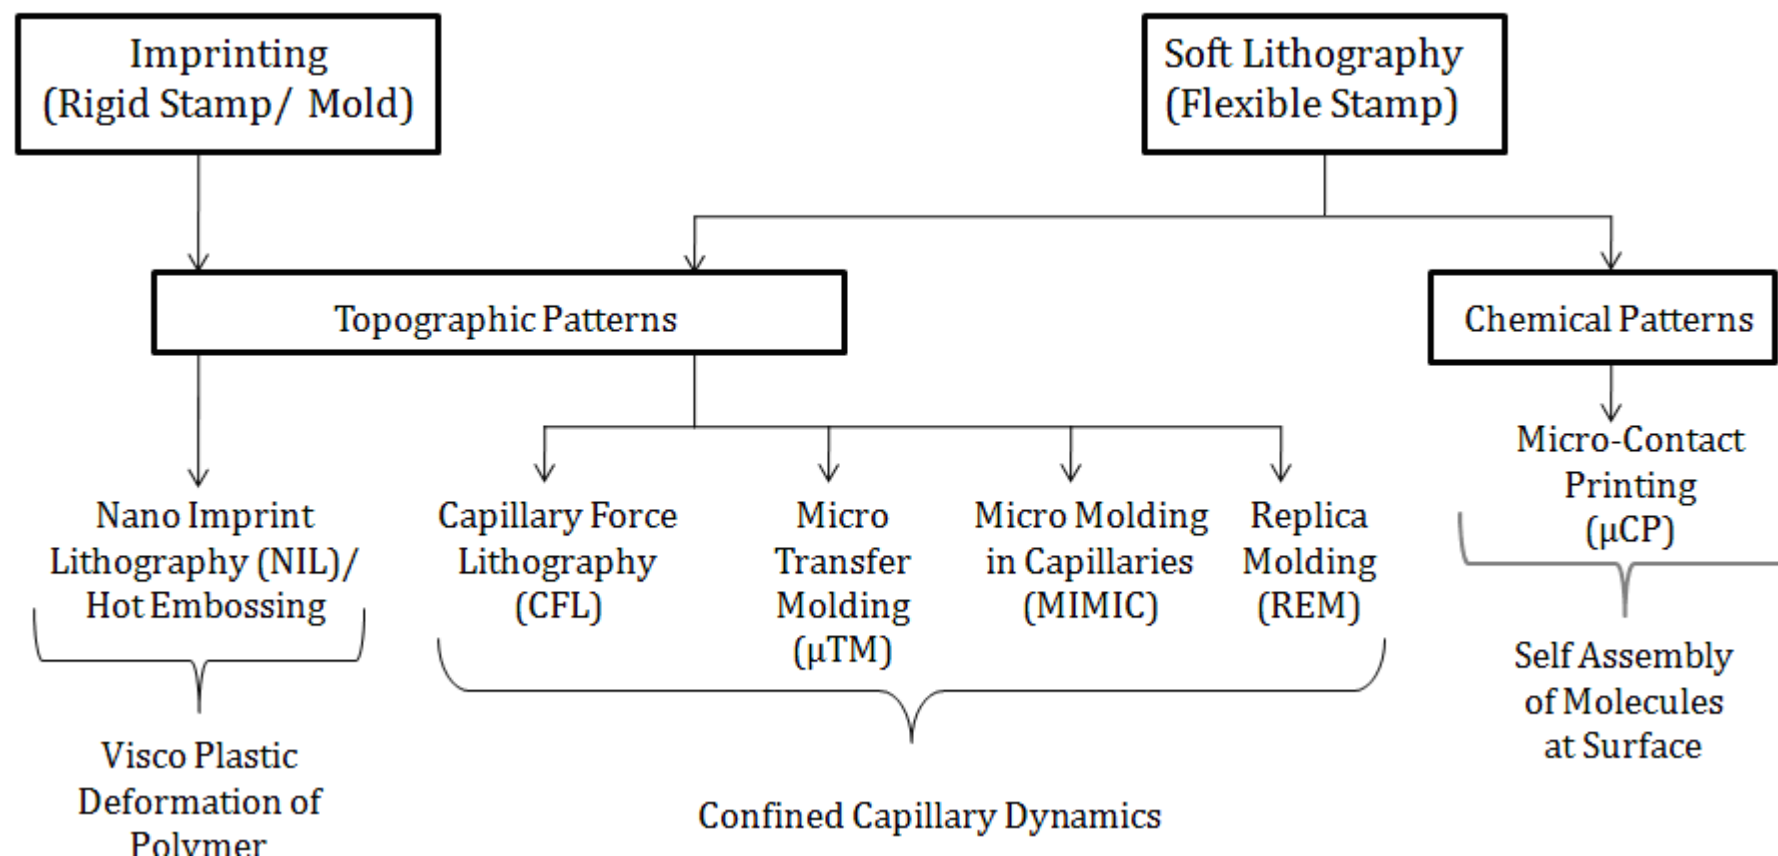 Imprinting
(Rigid Stamp/ Mold)
Soft Lithography
(Flexible Stamp)
Topographic Patterns
Chemical Patterns
Nano Imprint
Lithography (NIL)/
Hot Embossing
Capillary Force
Lithography
(CFL)
Micro
Transfer
Molding
(μTM)
Micro Molding
in Capillaries
(MIMIC)
Replica
Molding
(REM)
Micro-Contact
Printing
(μCP)
Visco Plastic
Deformation of
Polymer
Confined Capillary Dynamics
Self Assembly
of Molecules
at Surface